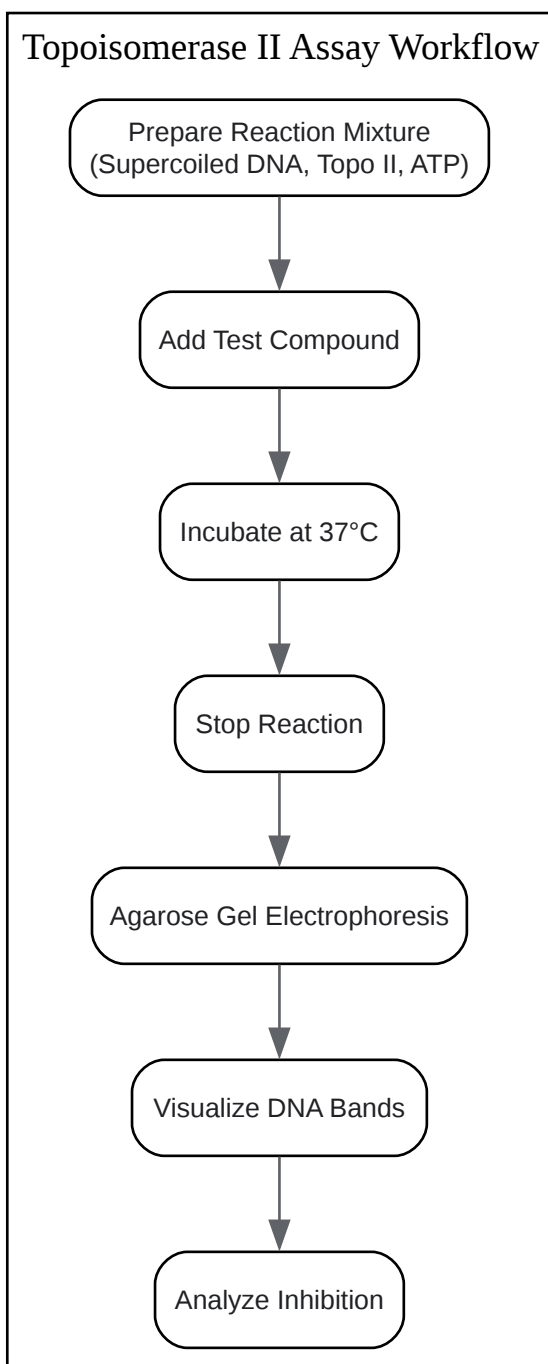 Topoisomerase II Assay Workflow
Prepare Reaction Mixture
(Supercoiled DNA, Topo II, ATP)
Add Test Compound
Incubate at 37°C
Stop Reaction
Agarose Gel Electrophoresis
Visualize DNA Bands
Analyze Inhibition